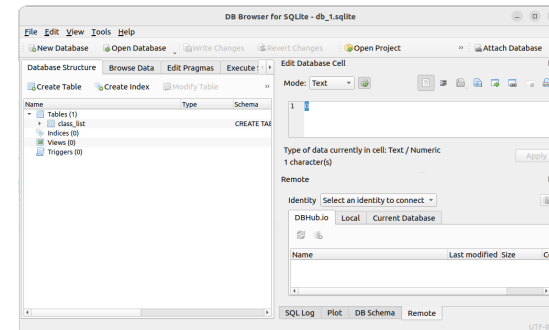 DB Browser for SQLite - db_1.sqlite
File Edit View Tools Help
New Database Open Database Write Changes Revert Changes Open Project » Attach Database
Database Structure Browse Data Edit Pragmas Execute
Create Table Create Index Modify Table »
Name Type Schema
Tables (1)
class_list CREATE TAB
Indices (0)
Views (0)
Triggers (0)
Edit Database Cell
Mode: Text
1 0
Type of data currently in cell: Text / Numeric
1 character(s)
Apply
Remote
Identity Select an identity to connect
DBHub.io Local Current Database
Name Last modified Size
SQL Log Plot DB Schema Remote
UTF-8